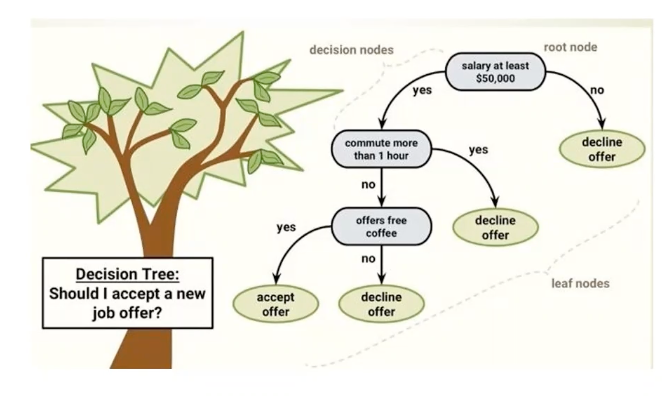 decision nodes
root node
salary at least
$50,000
yes
no
commute more
than 1 hour
decline
offer
yes
no
offers free
coffee
decline
offer
yes
no
leaf nodes
Decision Tree:
Should I accept a new
job offer?
accept
offer
decline
offer